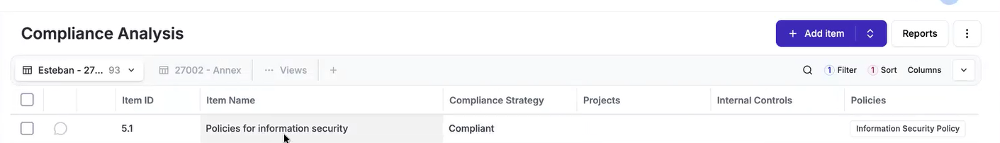 Compliance Analysis
+ Add item
Reports
Esteban - 27... 93
27002 - Annex
··· Views
+
1 Filter
1 Sort
Columns
Item ID
Item Name
Compliance Strategy
Projects
Internal Controls
Policies
5.1
Policies for information security
Compliant
Information Security Policy